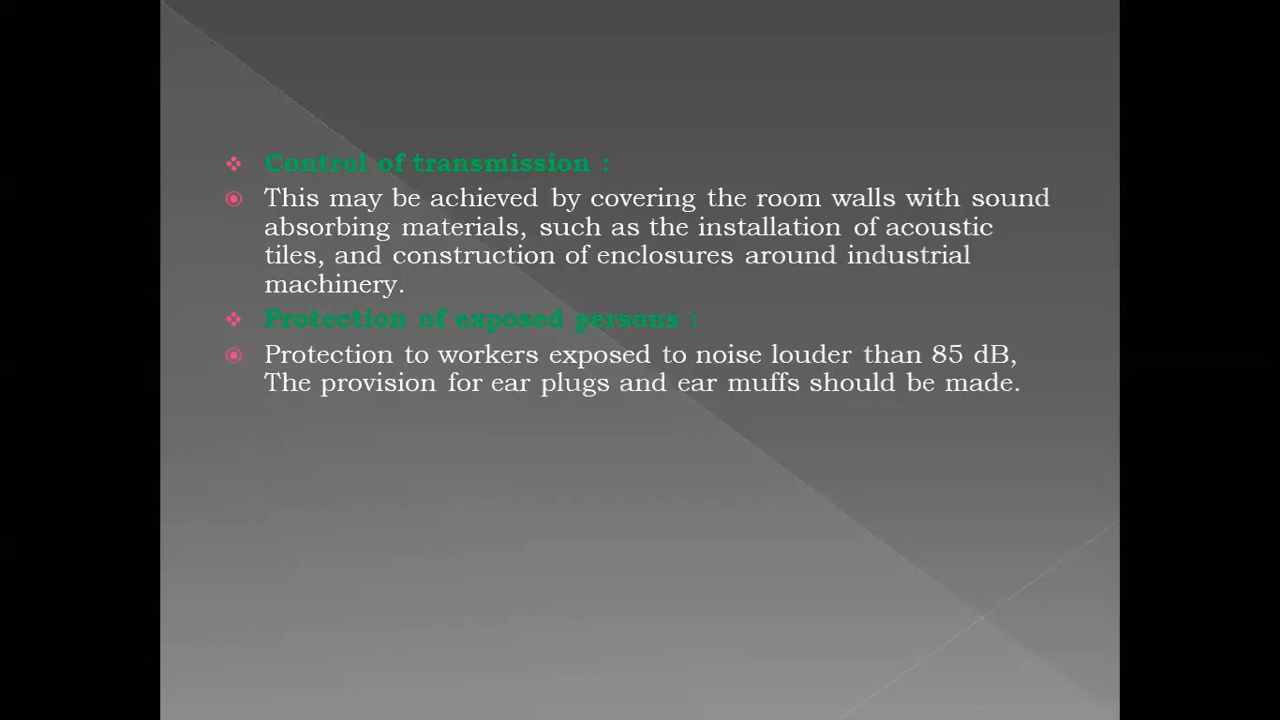 Control of transmission :
This may be achieved by covering the room walls with sound
absorbing materials, such as the installation of acoustic
tiles, and construction of enclosures around industrial
machinery.
Protection of exposed persons :
Protection to workers exposed to noise louder than 85 dB,
The provision for ear plugs and ear muffs should be made.